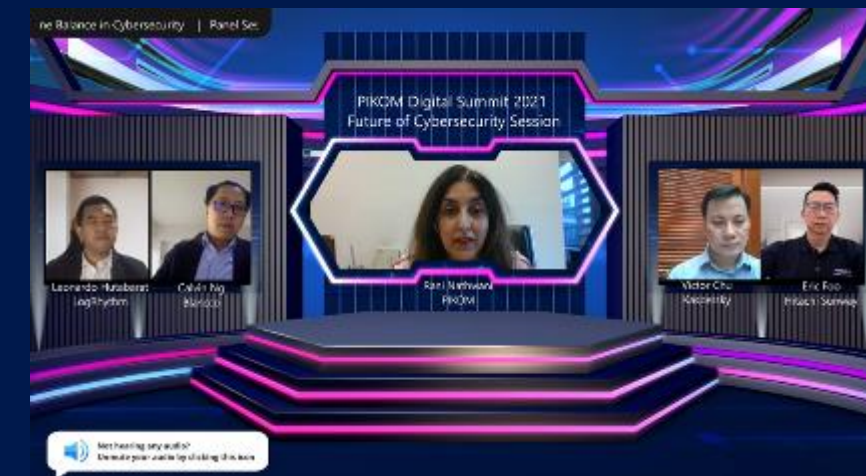 ne Balance in Cybersecurity | Panel Ses
PIKOM Digital Summit 2021
Future of Cybersecurity Session
Leonardo Hutabarat
LogRhythm
Calvin Ng
Blancco
Rani Nathwani
PIKOM
Victor Chu
Kaspersky
Eric Foo
Hitachi Sunway
Not hearing any audio?
Unmute your audio by clicking this icon